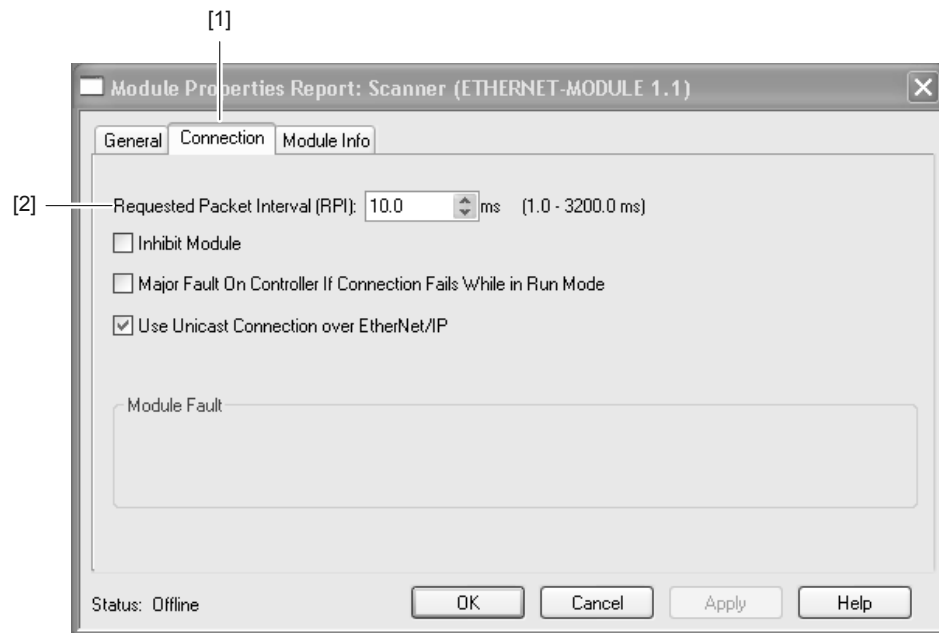 [1]
Module Properties Report: Scanner (ETHERNET-MODULE 1.1)
General Connection Module Info
[2] Requested Packet Interval (RPI): 10.0 ms (1.0 - 3200.0 ms)
Inhibit Module
Major Fault On Controller If Connection Fails While in Run Mode
Use Unicast Connection over EtherNet/IP
Module Fault
Status: Offline OK Cancel Apply Help